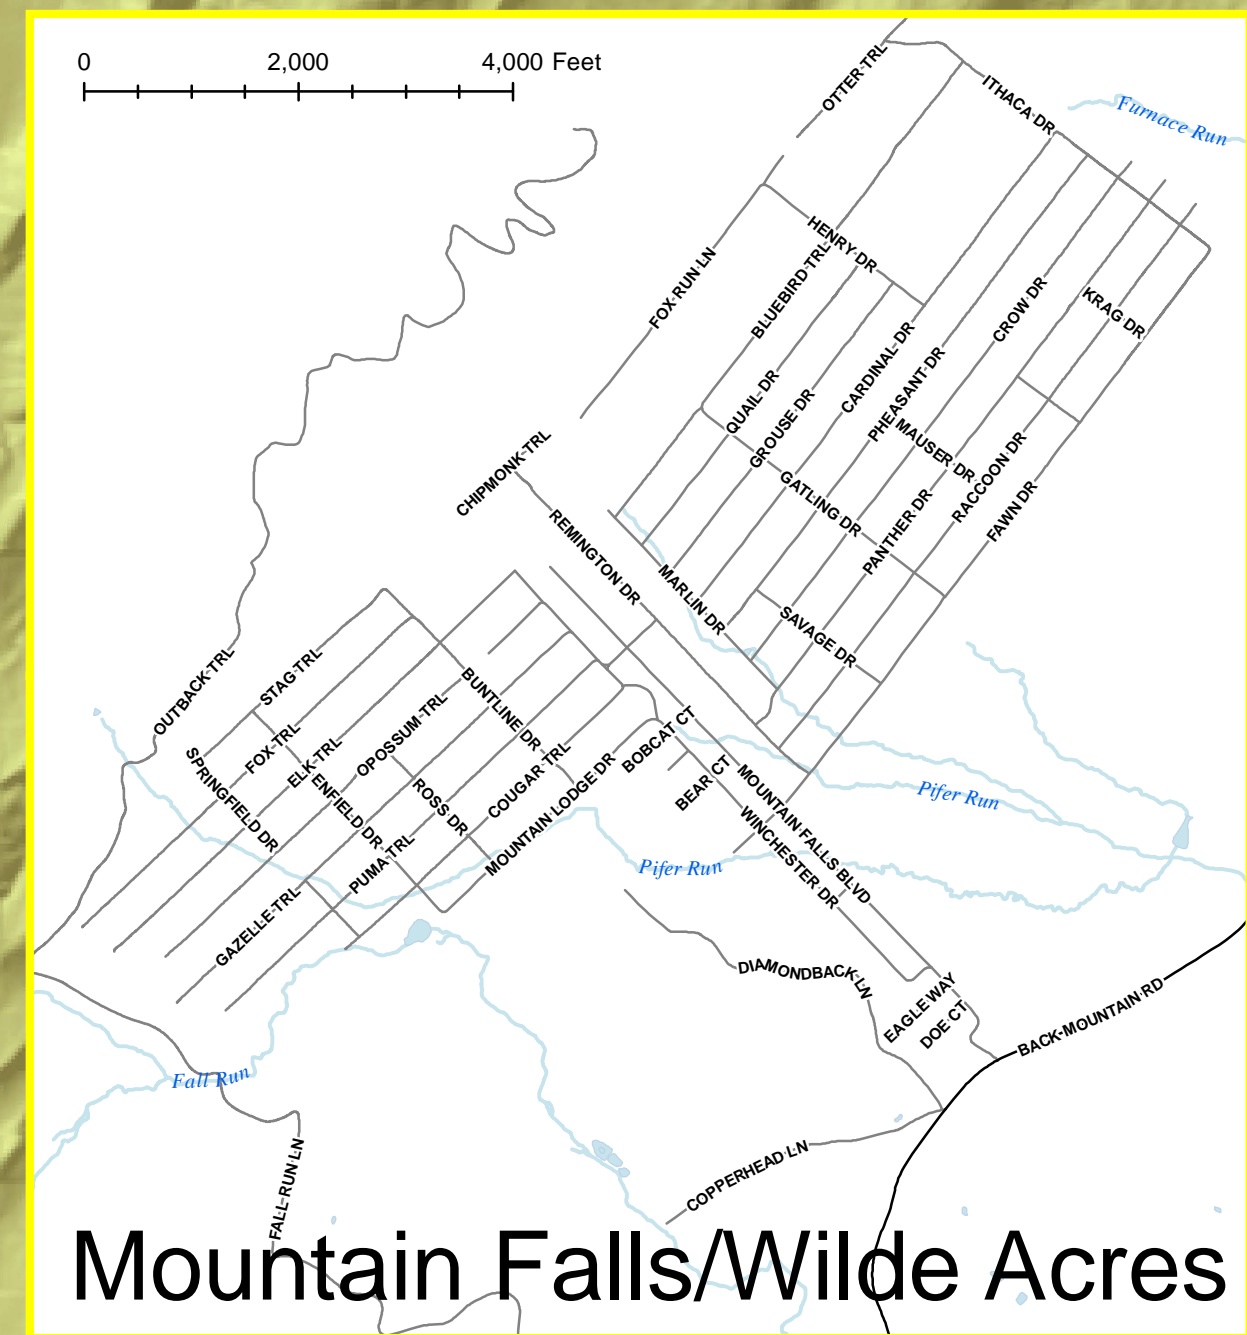 0 2,000 4,000 Feet
OTTER TRL
ITHACA DR
Furnace Run
HENRY DR
FOX RUN LN
BLUEBIRD TRL
KRAG DR
CROW DR
CARDINAL DR
PHEASANT DR
QUAIL DR
GROUSE DR
MAUSER DR
CHIPMONK TRL
RACCOON DR
GATLING DR
FAWN DR
REMINGTON DR
PANTHER DR
MARLIN DR
SAVAGE DR
OUTBACK TRL
STAG TRL
BUNTLINE DR
OPOSSUM TRL
FOX TRL
ELK TRL
BOBCAT CT
SPRINGFIELD DR
ENFIELD DR
ROSS DR
COUGAR TRL
MOUNTAIN LODGE DR
BEAR CT
MOUNTAIN FALLS BLVD
Pifer Run
WINCHESTER DR
PUMA TRL
Pifer Run
GAZELLE TRL
DIAMONDBACK LN
EAGLE WAY
DOE CT
BACK MOUNTAIN RD
Fall Run
FALL RUN LN
COPPERHEAD LN
Mountain Falls/Wilde Acres